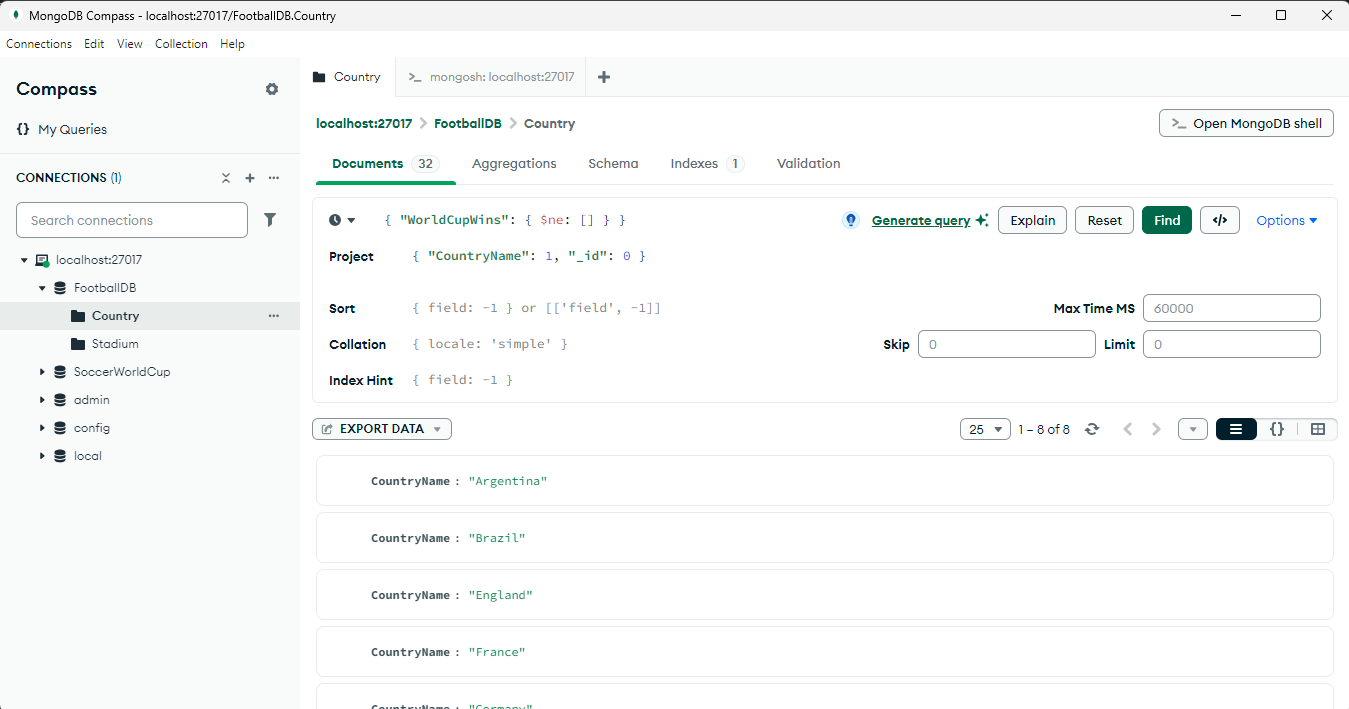 MongoDB Compass - localhost:27017/FootballDB.Country
Connections Edit View Collection Help
Compass
{} My Queries
CONNECTIONS (1)
Search connections
localhost:27017
FootballDB
Country
Stadium
SoccerWorldCup
admin
config
local
Country
>_ mongosh: localhost:27017
localhost:27017 > FootballDB > Country
>_ Open MongoDB shell
Documents 32 Aggregations Schema Indexes 1 Validation
{ "WorldCupWins": { $ne: [] } }
Generate query Explain Reset Find </> Options
Project { "CountryName": 1, "_id": 0 }
Sort { field: -1 } or [['field', -1]]
Max Time MS 60000
Collation { locale: 'simple' }
Skip 0 Limit 0
Index Hint { field: -1 }
EXPORT DATA
25 1 – 8 of 8 {}
CountryName : "Argentina"
CountryName : "Brazil"
CountryName : "England"
CountryName : "France"
CountryName : "Germany"